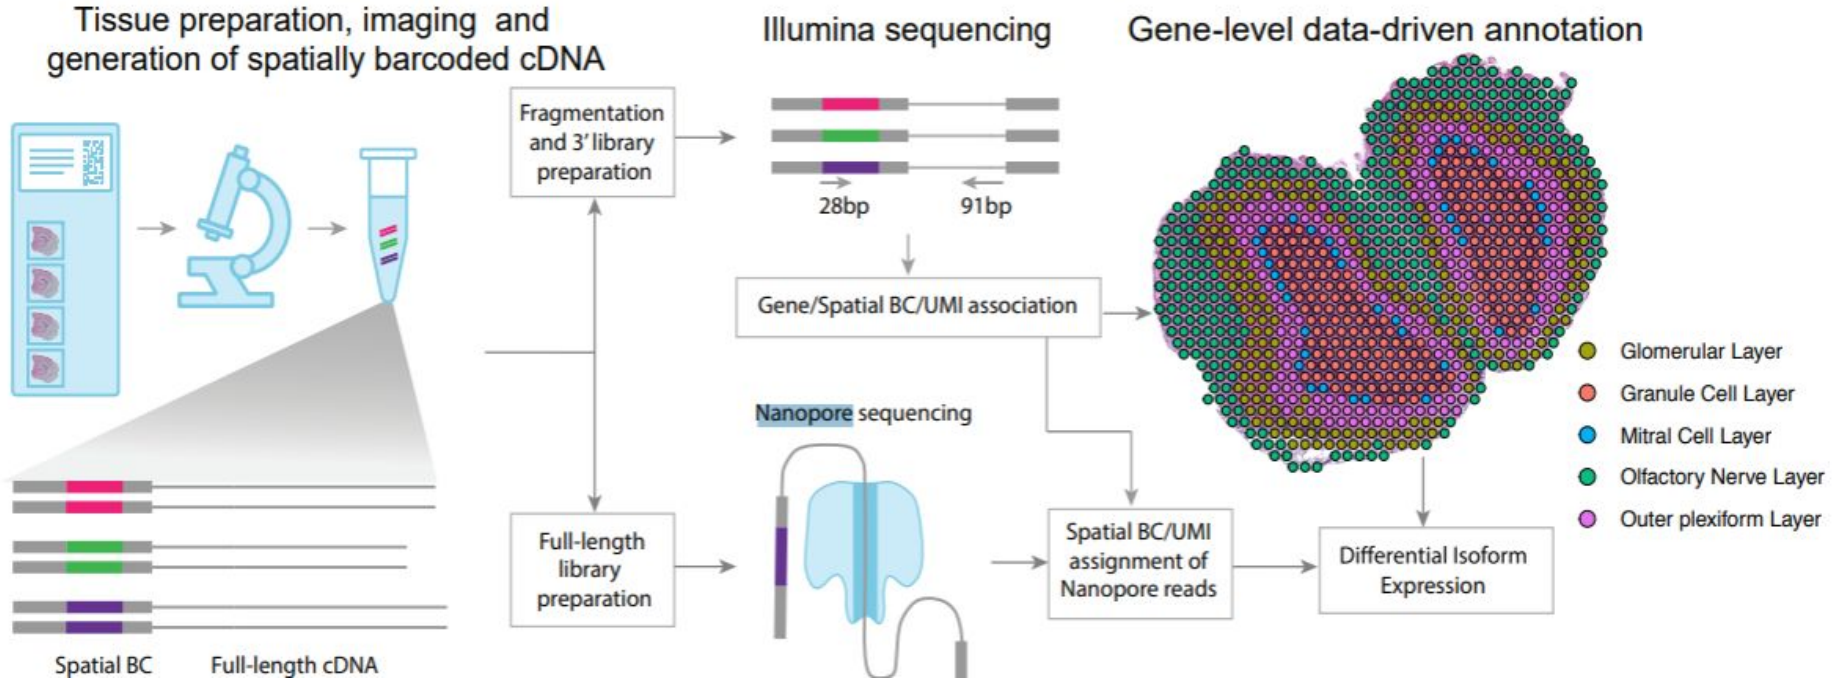 Tissue preparation, imaging and
generation of spatially barcoded cDNA
Illumina sequencing
Gene-level data-driven annotation
Fragmentation
and 3' library
preparation
28bp
91bp
Gene/Spatial BC/UMI association
Nanopore sequencing
Full-length
library
preparation
Spatial BC/UMI
assignment of
Nanopore reads
Differential Isoform
Expression
Glomerular Layer
Granule Cell Layer
Mitral Cell Layer
Olfactory Nerve Layer
Outer plexiform Layer
Spatial BC
Full-length cDNA